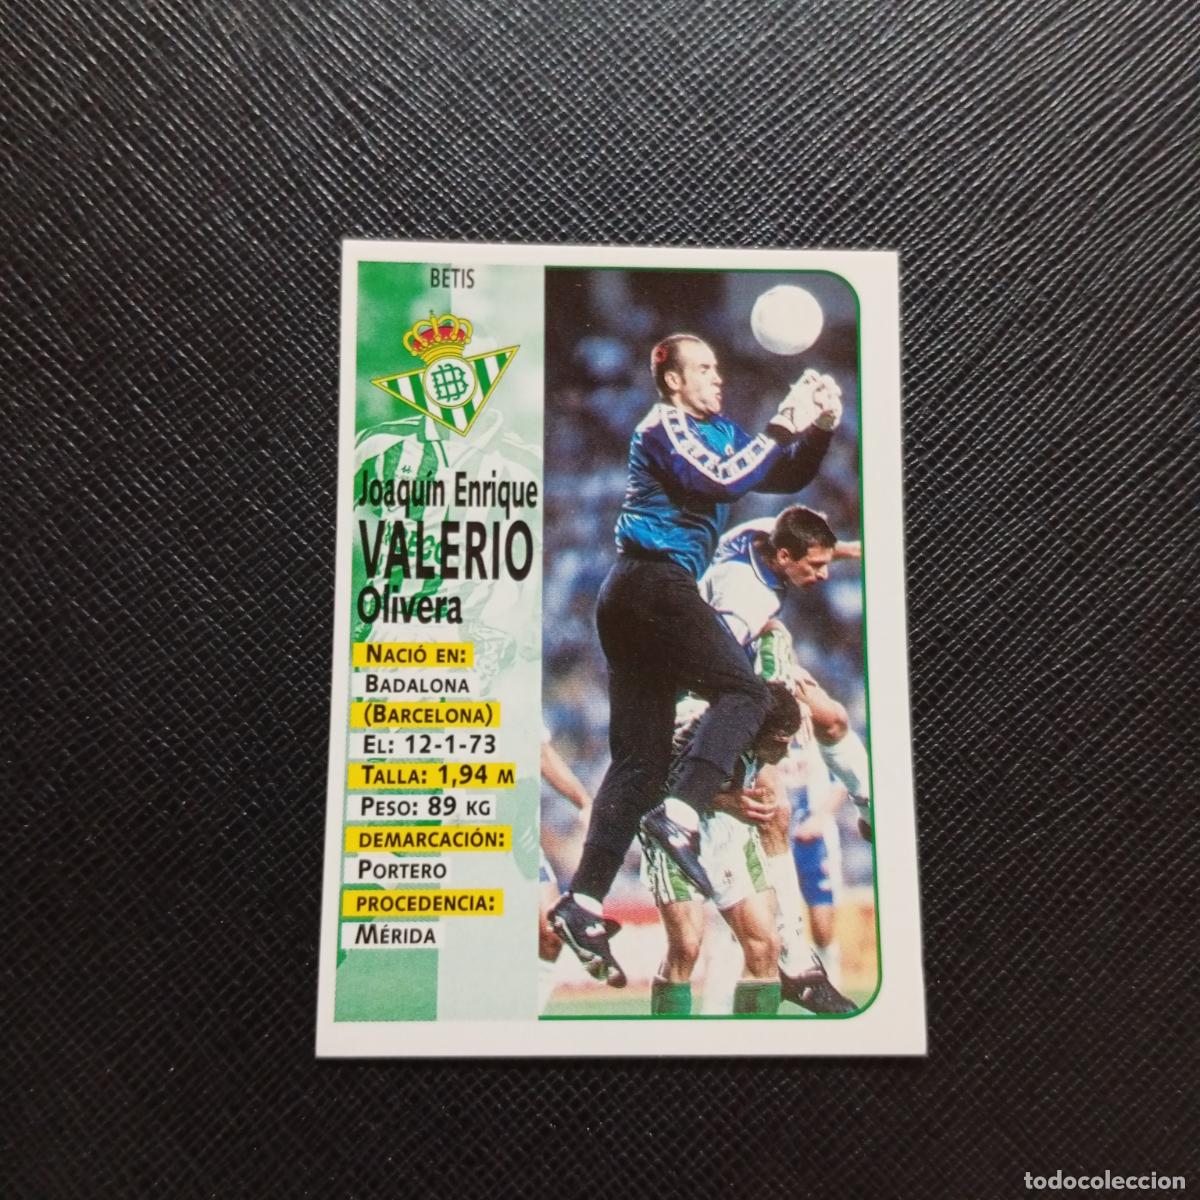 BETIS
Joaquín Enrique
VALERIO
Olivera
NACIÓ EN:
BADALONA
(BARCELONA)
EL: 12-1-73
TALLA: 1,94 M
PESO: 89 KG
DEMARCACIÓN:
PORTERO
PROCEDENCIA:
MÉRIDA
todocoleccion